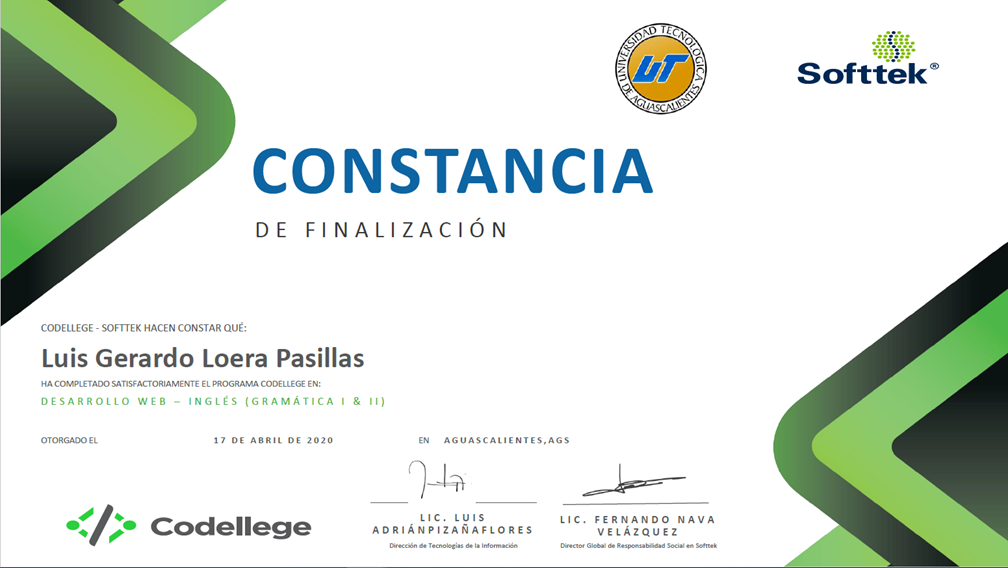 UNIVERSIDAD TECNOLÓGICA
DE AGUASCALIENTES
UT
Softtek®
CONSTANCIA
DE FINALIZACIÓN
CODELLEGE - SOFTTEK HACEN CONSTAR QUÉ:
Luis Gerardo Loera Pasillas
HA COMPLETADO SATISFACTORIAMENTE EL PROGRAMA CODELLEGE EN:
DESARROLLO WEB – INGLÉS (GRAMÁTICA I & II)
OTORGADO EL 17 DE ABRIL DE 2020 EN AGUASCALIENTES,AGS
Codellege
LIC. LUIS
ADRIÁNPIZAÑAFLORES
Dirección de Tecnologías de la Información
LIC. FERNANDO NAVA
VELÁZQUEZ
Director Global de Responsabilidad Social en Softtek